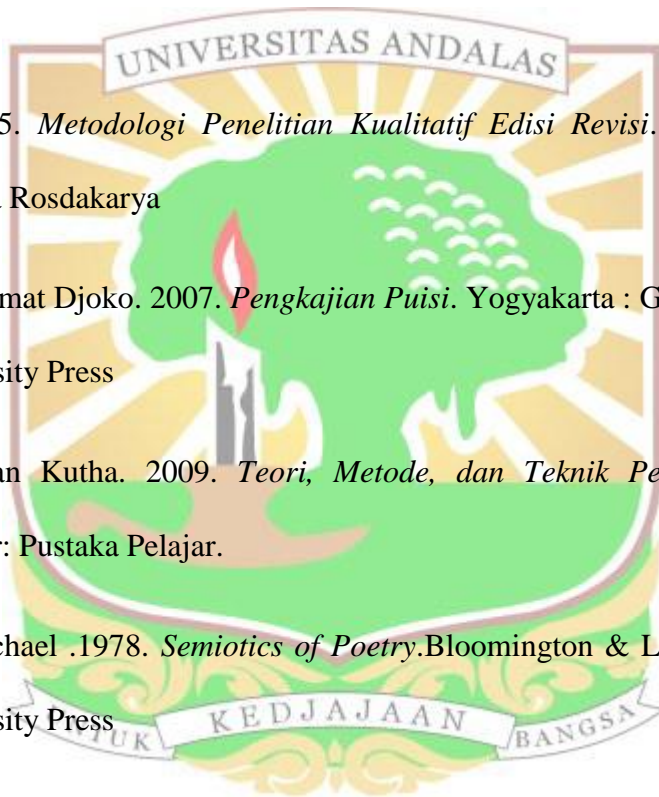 UNIVERSITAS ANDALAS
5. Metodologi Penelitian Kualitatif Edisi Revisi.
Rosdakarya
mat Djoko. 2007. Pengkajian Puisi. Yogyakarta : G
sity Press
an Kutha. 2009. Teori, Metode, dan Teknik Pe
r: Pustaka Pelajar.
chael .1978. Semiotics of Poetry.Bloomington & L
sity Press
UNTUK KEDJAJAAN BANGSA